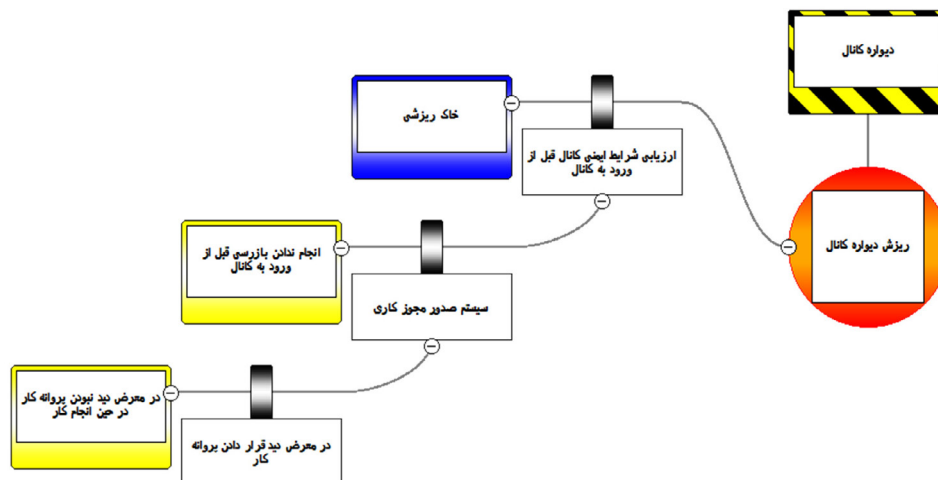 دیواره کانال
خاک ریزشی
ارزیابی شرایط ایمنی کانال قبل از
ورود به کانال
ریزش دیواره کانال
انجام ندادن بازرسی قبل از
ورود به کانال
سیستم صدور مجوز کاری
در معرض دید نبودن پروانه کار
در حین انجام کار
در معرض دید قرار دادن پروانه
کار